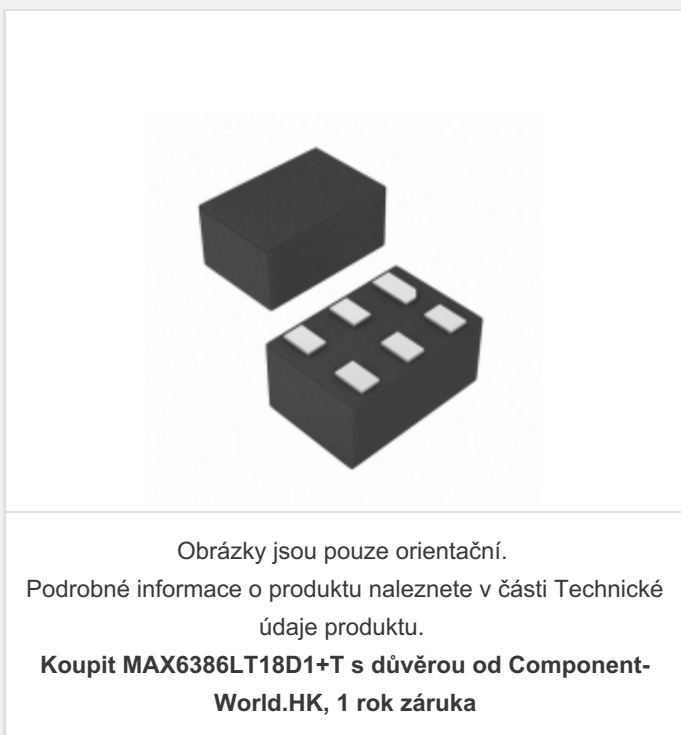 Obrázky jsou pouze orientační.
Podrobné informace o produktu naleznete v části Technické
údaje produktu.
Koupit MAX6386LT18D1+T s důvěrou od Component-
World.HK, 1 rok záruka